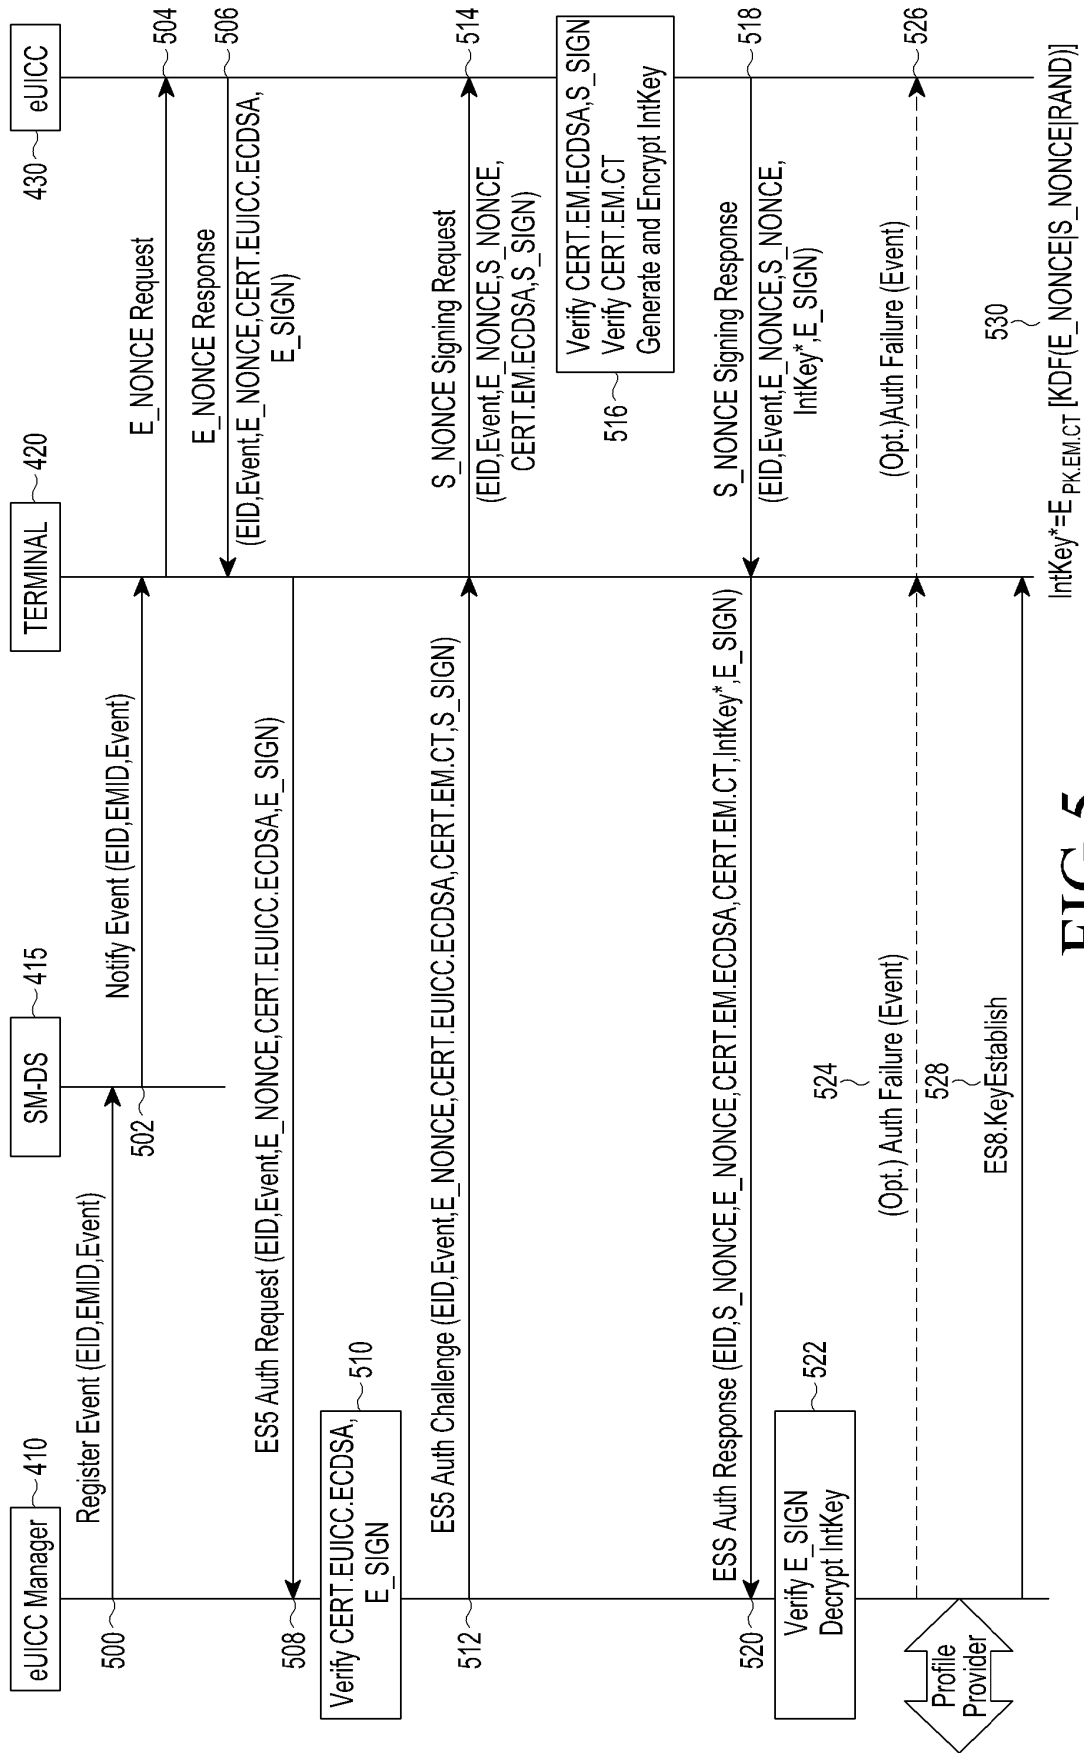 eUICC Manager
410
SM-DS
415
TERMINAL
420
eUICC
430
Register Event (EID,EMID,Event)
500
Notify Event (EID,EMID,Event)
502
E_NONCE Request
504
E_NONCE Response
(EID,Event,E_NONCE,CERT.EUICC.ECDSA,
E_SIGN)
506
ES5 Auth Request (EID,Event,E_NONCE,CERT.EUICC.ECDSA,E_SIGN)
508
Verify CERT.EUICC.ECDSA,
E_SIGN
510
ES5 Auth Challenge (EID,Event,E_NONCE,CERT.EUICC.ECDSA,CERT.EM.CT,S_SIGN)
512
S_NONCE Signing Request
(EID,Event,E_NONCE,S_NONCE,
CERT.EM.ECDSA,S_SIGN)
514
Verify CERT.EM.ECDSA,S_SIGN
Verify CERT.EM.CT
Generate and Encrypt IntKey
516
S_NONCE Signing Response
(EID,Event,E_NONCE,S_NONCE,
IntKey*,E_SIGN)
518
ESS Auth Response (EID,S_NONCE,E_NONCE,CERT.EM.ECDSA,CERT.EM.CT,IntKey*,E_SIGN)
520
Verify E_SIGN
Decrypt IntKey
522
(Opt.) Auth Failure (Event)
524
(Opt.)Auth Failure (Event)
526
Profile
Provider
ES8.KeyEstablish
528
530
IntKey*=E PK.EM.CT [KDF(E_NONCE|S_NONCE|RAND)]
FIG.5